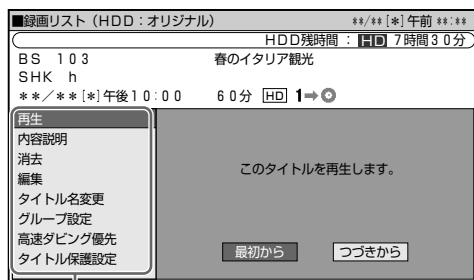 ■録画リスト（HDD：オリジナル） **/**[*]午前 **:**
HDD残時間 : HD 7時間30分
BS 103 春のイタリア観光
SHK h
**／**[*]午後10:00 60分 HD 1➡
再生
内容説明
消去
編集
タイトル名変更
グループ設定
高速ダビング優先
タイトル保護設定
このタイトルを再生します。
最初から つづきから